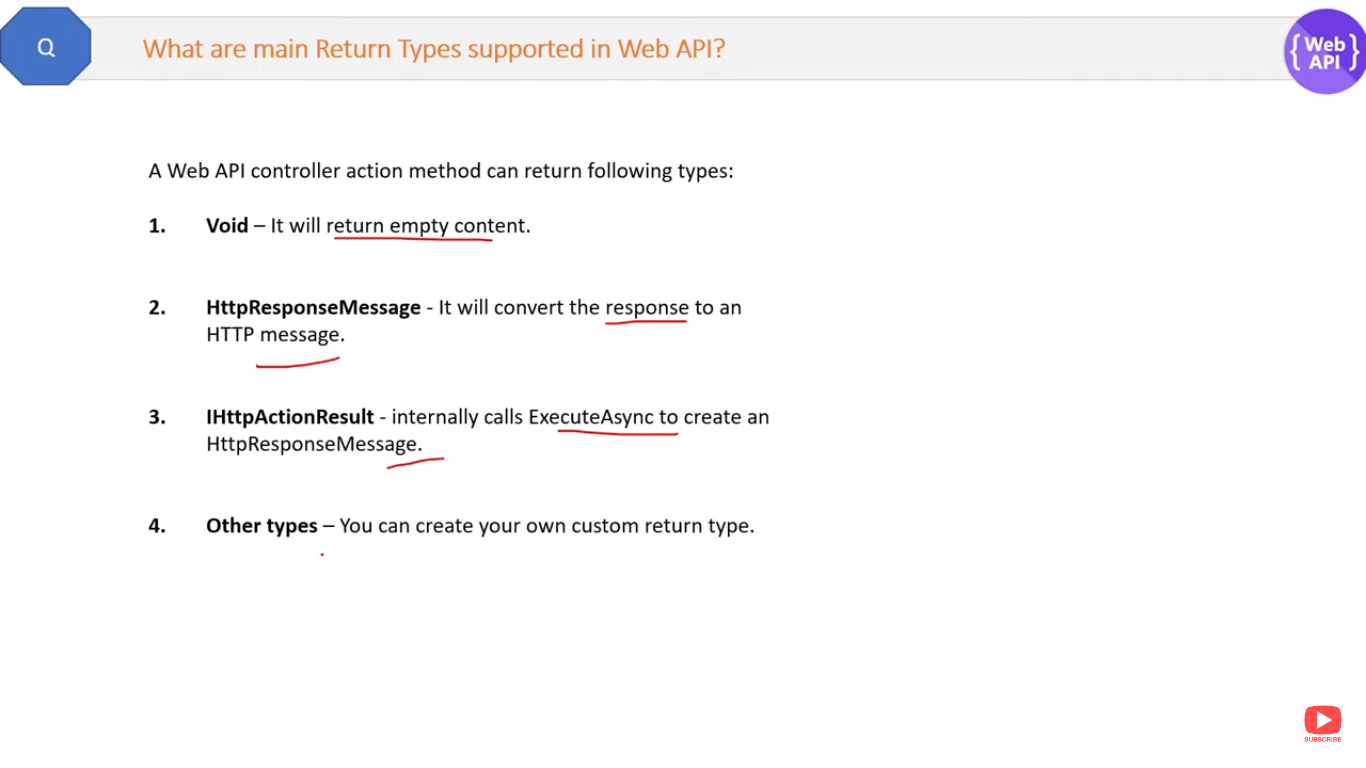 Q
What are main Return Types supported in Web API?
{Web
API}
A Web API controller action method can return following types:
1. Void – It will return empty content.
2. HttpResponseMessage - It will convert the response to an
HTTP message.
3. IHttpActionResult - internally calls ExecuteAsync to create an
HttpResponseMessage.
4. Other types – You can create your own custom return type.
SUBSCRIBE